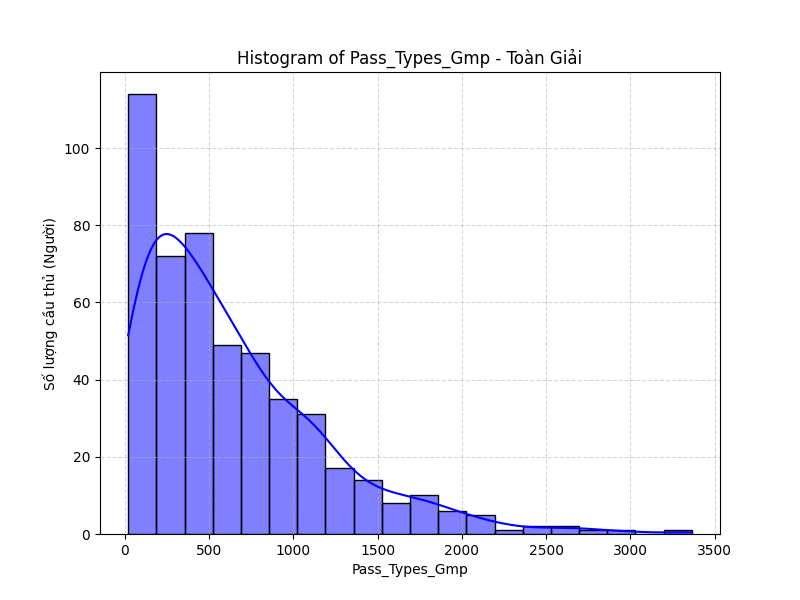 Histogram of Pass_Types_Gmp - Toàn Giải
Số lượng cầu thủ (Người)
100
80
60
40
20
0
0 500 1000 1500 2000 2500 3000 3500
Pass_Types_Gmp